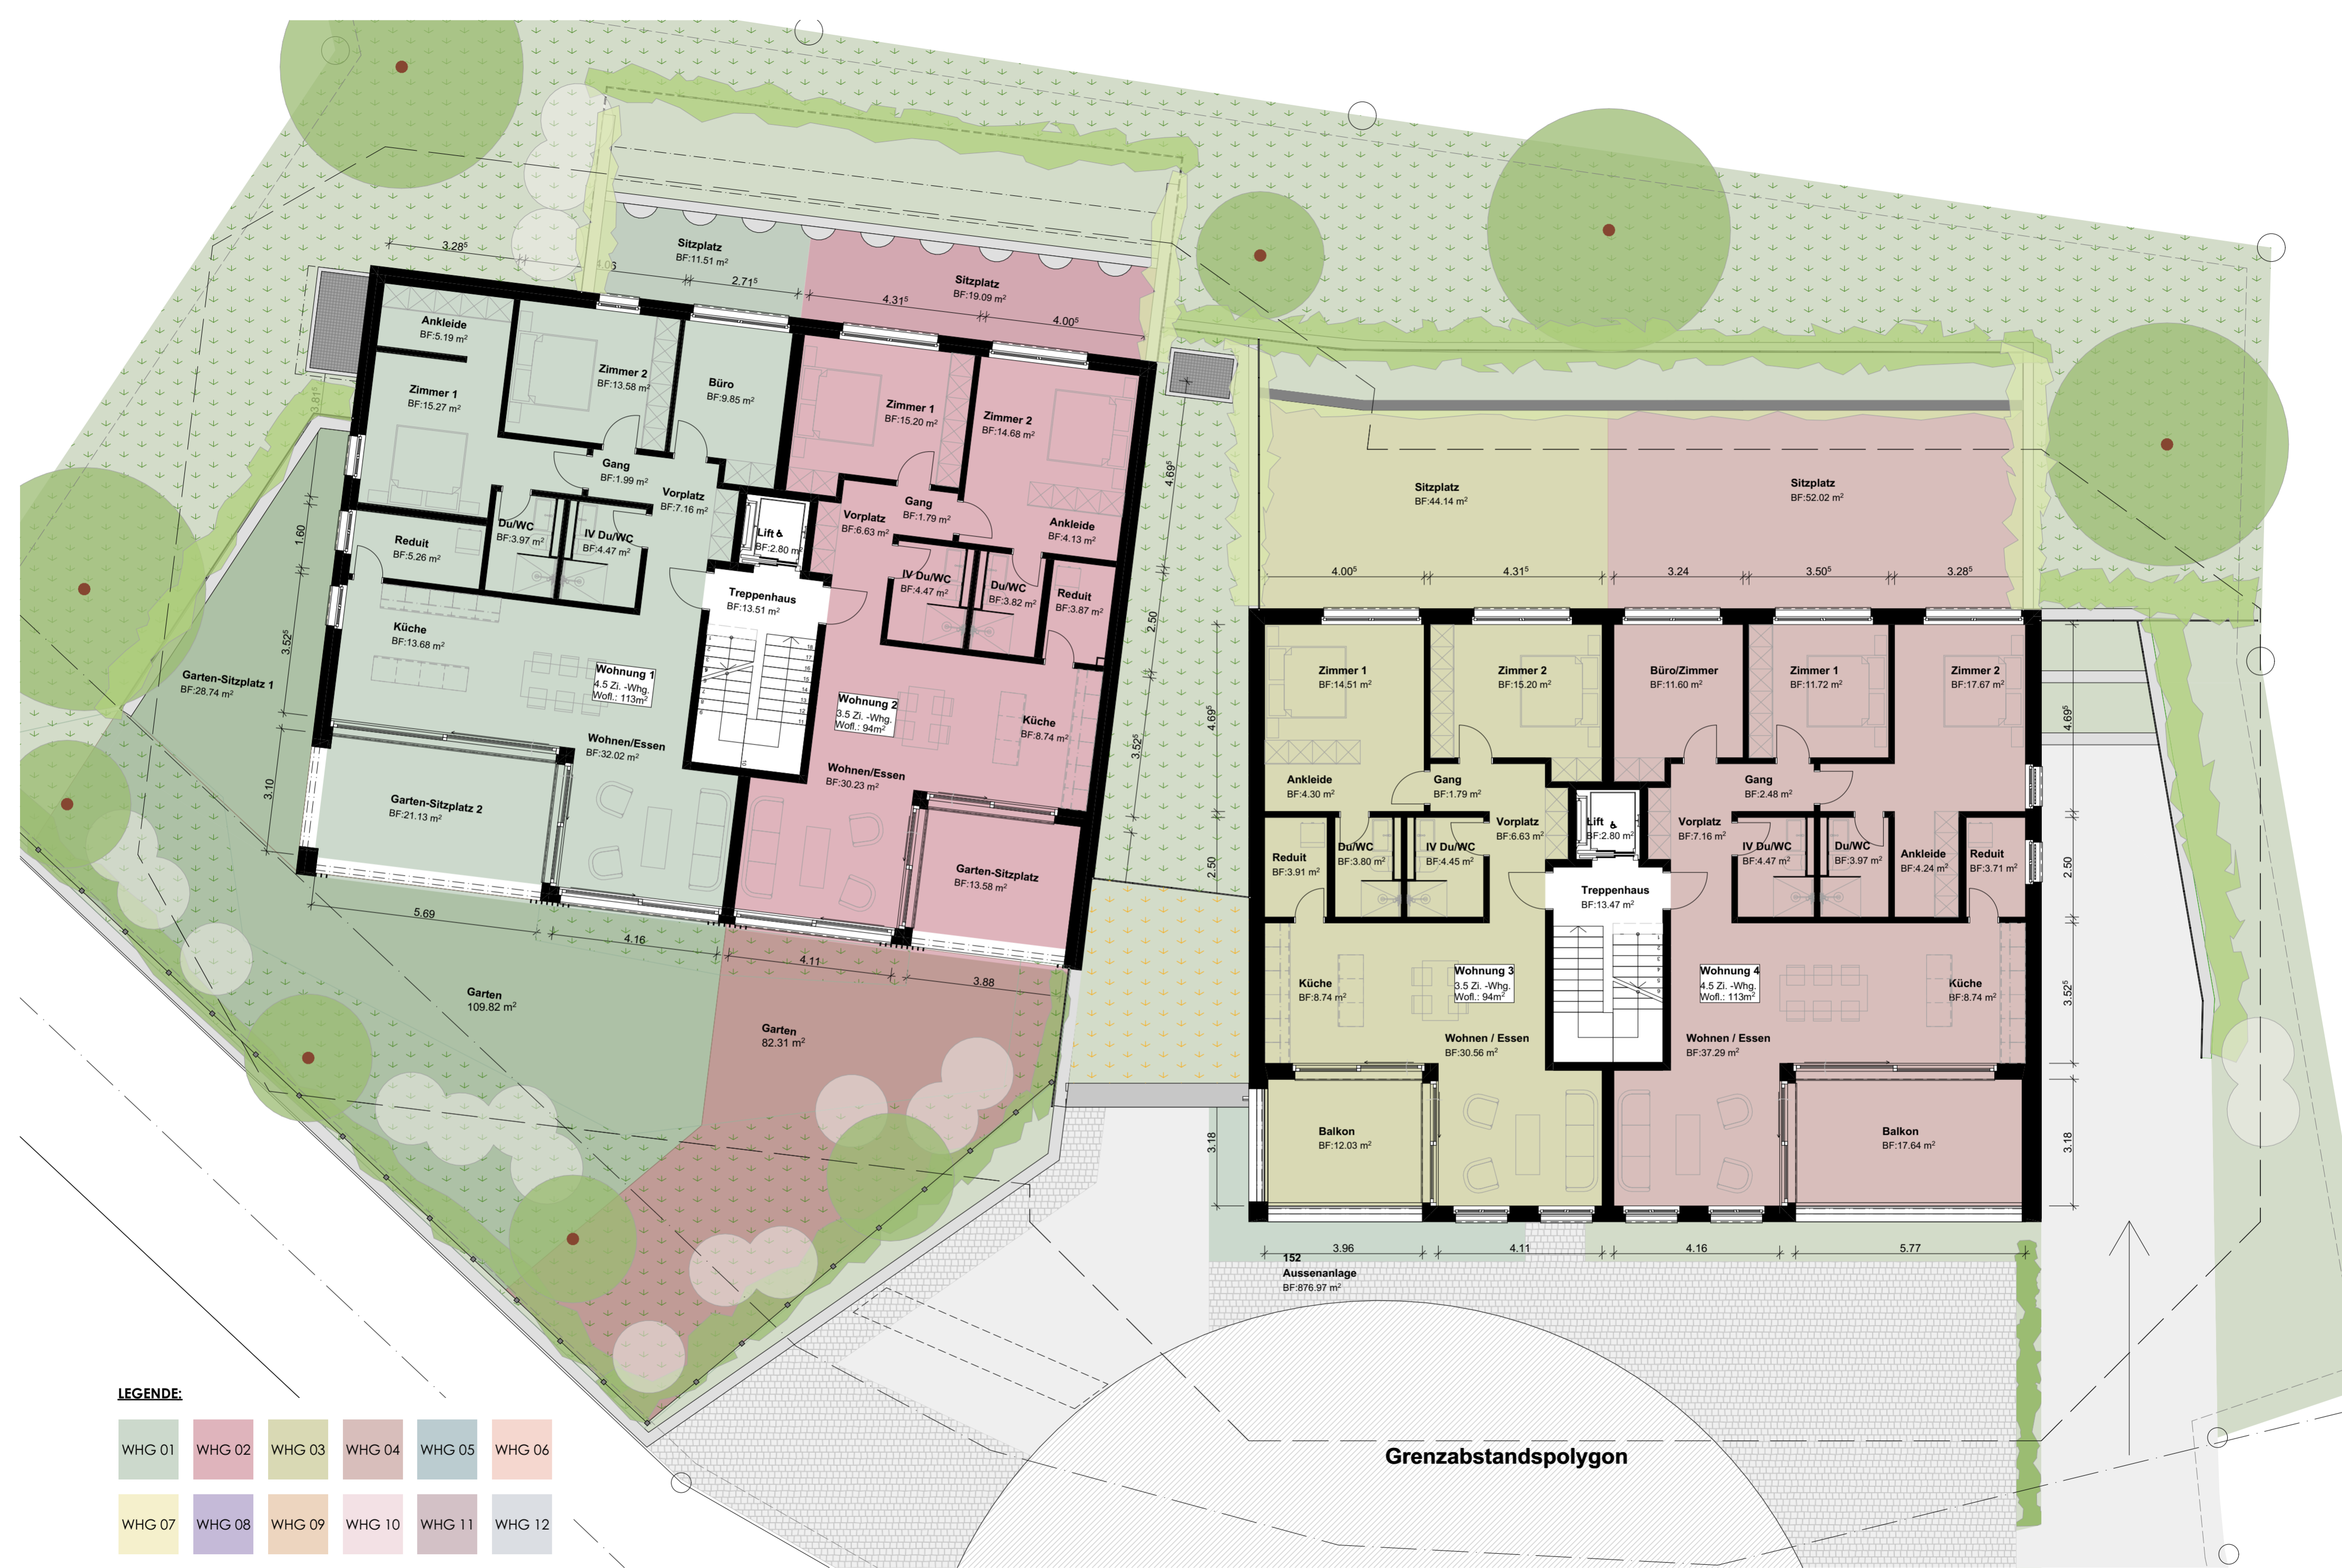 3.28⁵
2.71⁵
4.31⁵
4.00⁵
Sitzplatz
BF:11.51 m²
Sitzplatz
BF:19.09 m²
Ankleide
BF:5.19 m²
Zimmer 1
BF:15.27 m²
Zimmer 2
BF:13.58 m²
Büro
BF:9.85 m²
Gang
BF:1.99 m²
Vorplatz
BF:7.16 m²
Du/WC
BF:3.97 m²
IV Du/WC
BF:4.47 m²
Reduit
BF:5.26 m²
Küche
BF:13.68 m²
Wohnung 1
4.5 Zi. -Whg.
Wofl.: 113m²
Wohnen/Essen
BF:32.02 m²
Garten-Sitzplatz 1
BF:28.74 m²
Garten-Sitzplatz 2
BF:21.13 m²
Garten
109.82 m²
1.60
3.52⁵
3.10
5.69
4.16
4.11
3.88
Lift
BF:2.80 m²
Treppenhaus
BF:13.51 m²
Zimmer 1
BF:15.20 m²
Zimmer 2
BF:14.68 m²
Gang
BF:1.79 m²
Vorplatz
BF:6.63 m²
Ankleide
BF:4.13 m²
IV Du/WC
BF:4.47 m²
Du/WC
BF:3.82 m²
Reduit
BF:3.87 m²
Wohnung 2
3.5 Zi. -Whg.
Wofl.: 94m²
Küche
BF:8.74 m²
Wohnen/Essen
BF:30.23 m²
Garten-Sitzplatz
BF:13.58 m²
Garten
82.31 m²
4.69⁵
2.50
3.52⁵
2.50
Sitzplatz
BF:44.14 m²
Sitzplatz
BF:52.02 m²
4.00⁵
4.31⁵
3.24
3.50⁵
3.28⁵
4.69⁵
3.18
Zimmer 1
BF:14.51 m²
Zimmer 2
BF:15.20 m²
Ankleide
BF:4.30 m²
Gang
BF:1.79 m²
Vorplatz
BF:6.63 m²
Reduit
BF:3.91 m²
Du/WC
BF:3.80 m²
IV Du/WC
BF:4.45 m²
Küche
BF:8.74 m²
Wohnung 3
3.5 Zi. -Whg.
Wofl.: 94m²
Wohnen / Essen
BF:30.56 m²
Balkon
BF:12.03 m²
Lift
BF:2.80 m²
Treppenhaus
BF:13.47 m²
Büro/Zimmer
BF:11.60 m²
Zimmer 1
BF:11.72 m²
Zimmer 2
BF:17.67 m²
Gang
BF:2.48 m²
Vorplatz
BF:7.16 m²
IV Du/WC
BF:4.47 m²
Du/WC
BF:3.97 m²
Ankleide
BF:4.24 m²
Reduit
BF:3.71 m²
Wohnung 4
4.5 Zi. -Whg.
Wofl.: 113m²
Küche
BF:8.74 m²
Wohnen / Essen
BF:37.29 m²
Balkon
BF:17.64 m²
4.69⁵
2.50
3.52⁵
3.18
3.96
4.11
4.16
5.77
152
Aussenanlage
BF:876.97 m²
Grenzabstandspolygon
LEGENDE:
WHG 01 WHG 02 WHG 03 WHG 04 WHG 05 WHG 06
WHG 07 WHG 08 WHG 09 WHG 10 WHG 11 WHG 12